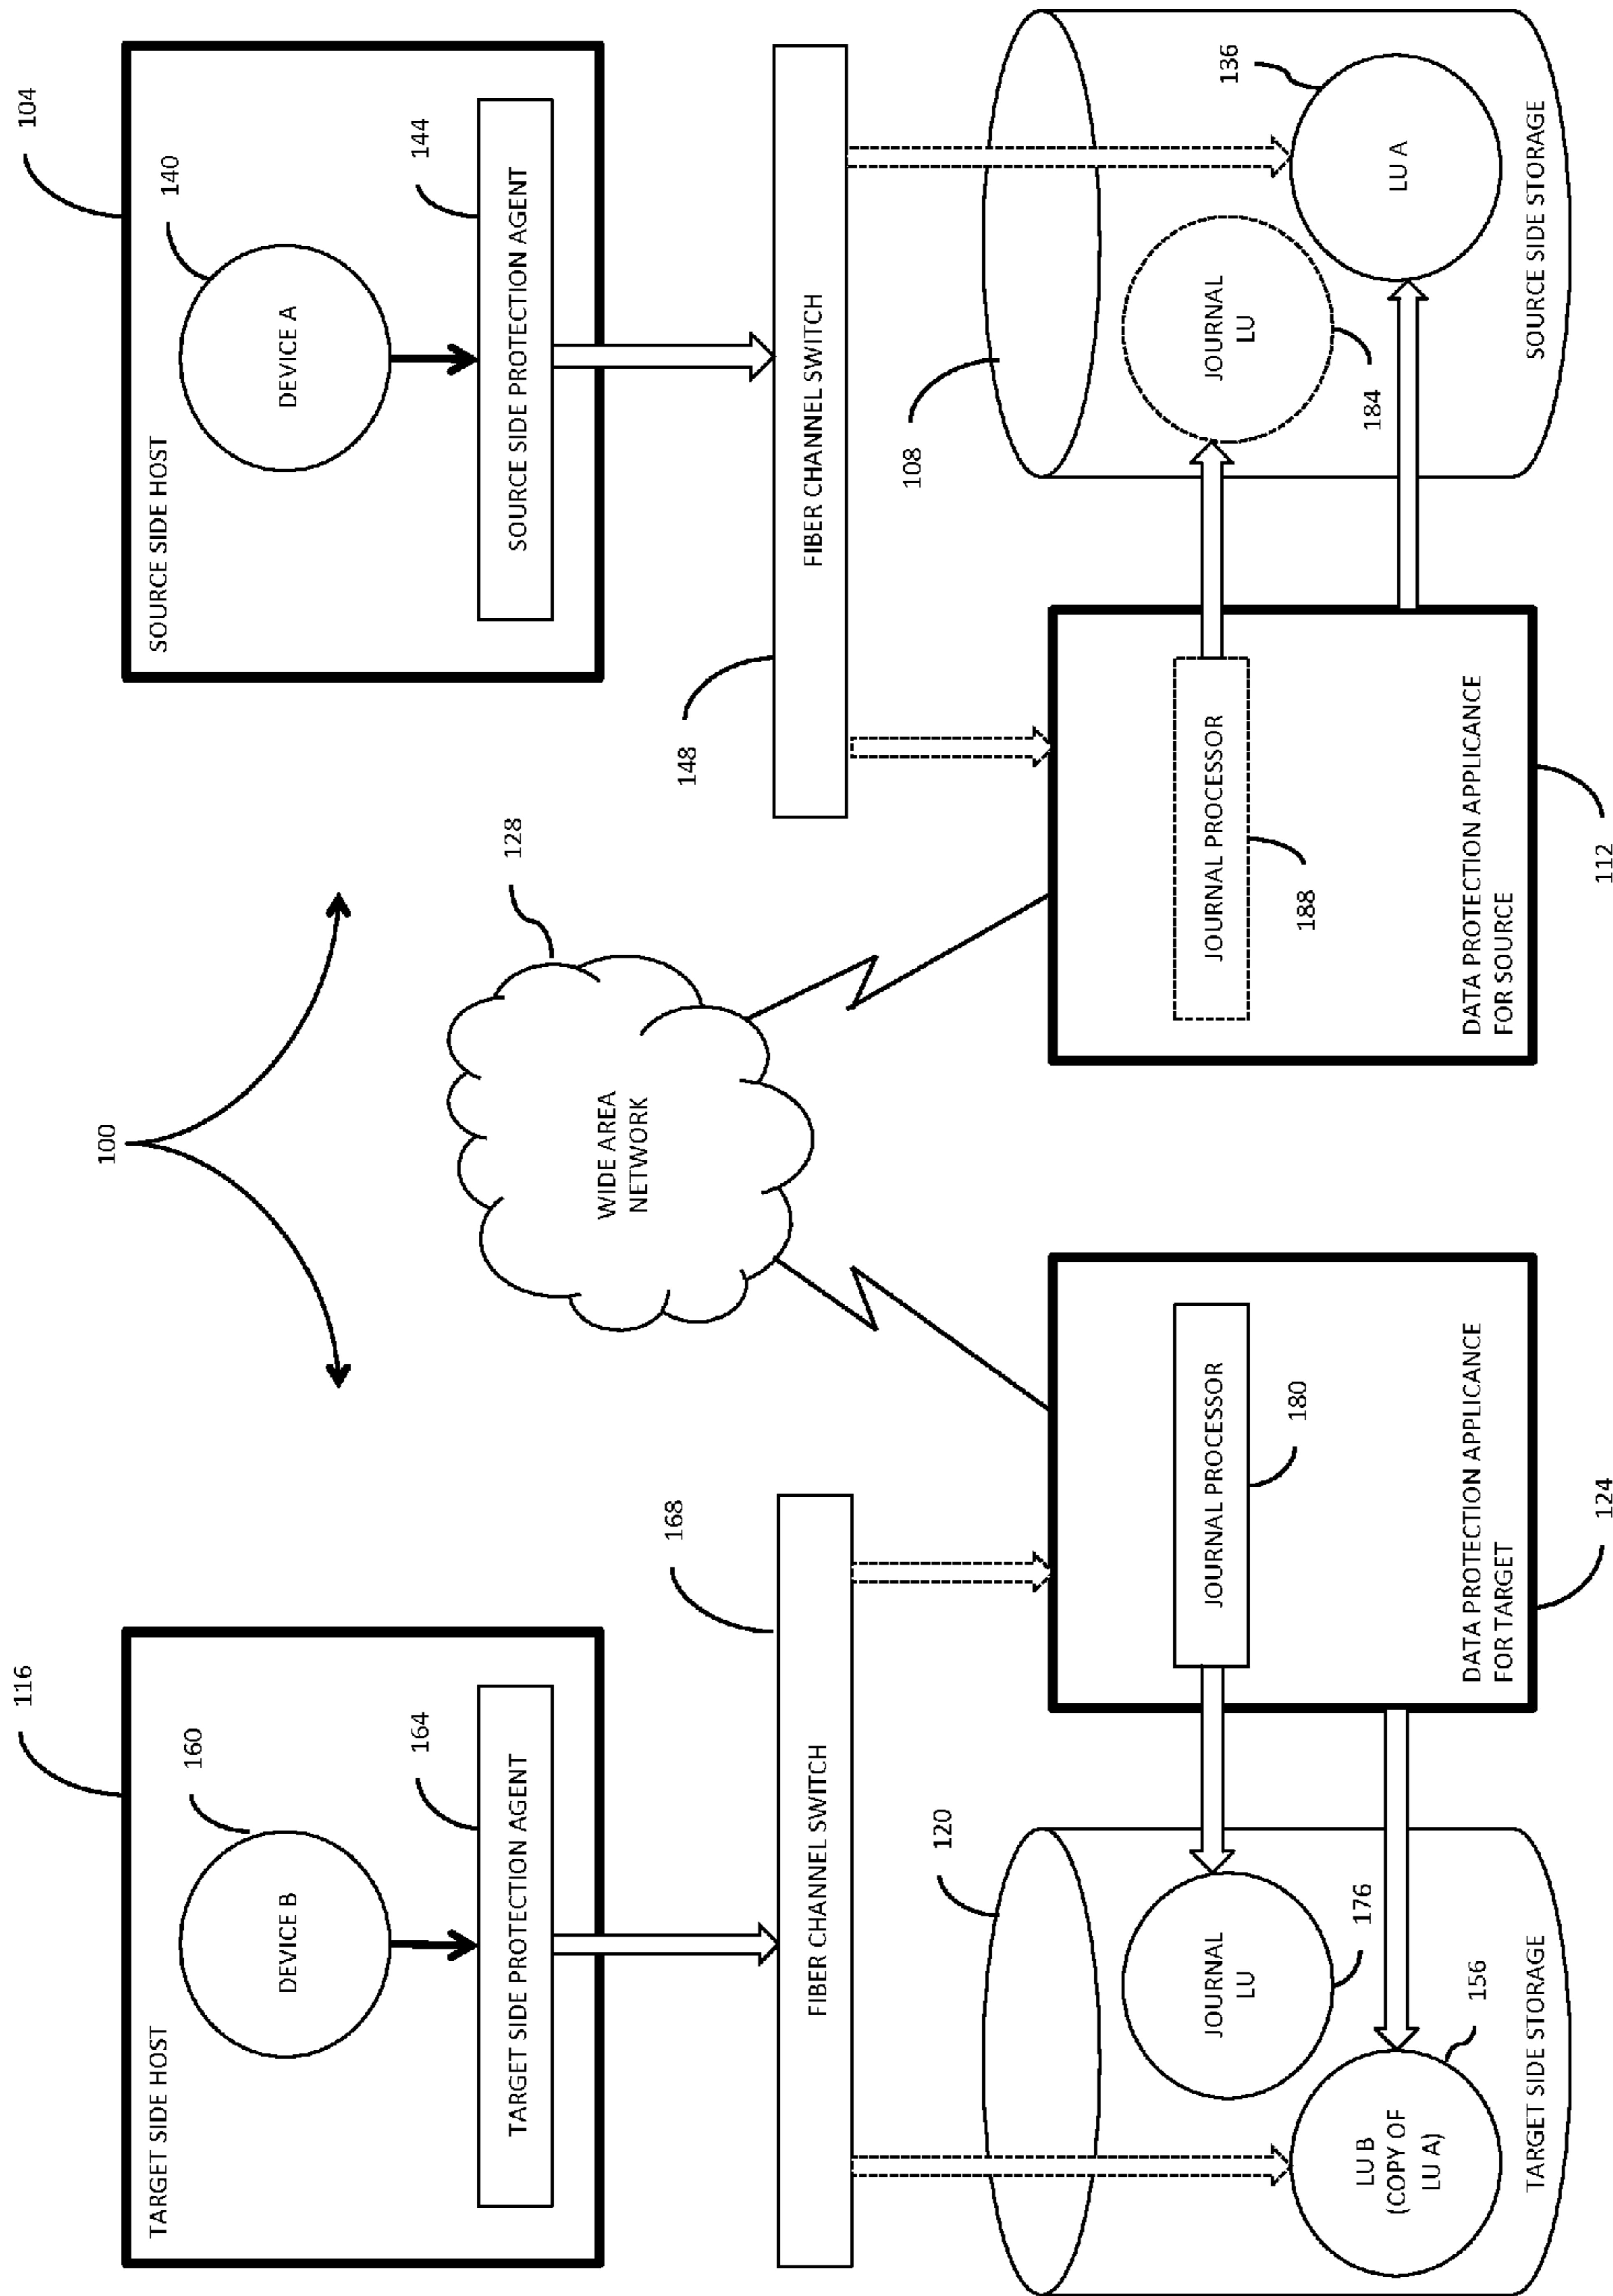 100
116
TARGET SIDE HOST
160
DEVICE B
164
TARGET SIDE PROTECTION AGENT
168
FIBER CHANNEL SWITCH
120
JOURNAL
LU
176
LU B
(COPY OF
LU A)
156
TARGET SIDE STORAGE
JOURNAL PROCESSOR
180
DATA PROTECTION APPLICANCE
FOR TARGET
124
128
WIDE AREA
NETWORK
104
SOURCE SIDE HOST
140
DEVICE A
144
SOURCE SIDE PROTECTION AGENT
148
FIBER CHANNEL SWITCH
JOURNAL PROCESSOR
188
DATA PROTECTION APPLICANCE
FOR SOURCE
112
108
JOURNAL
LU
184
136
LU A
SOURCE SIDE STORAGE